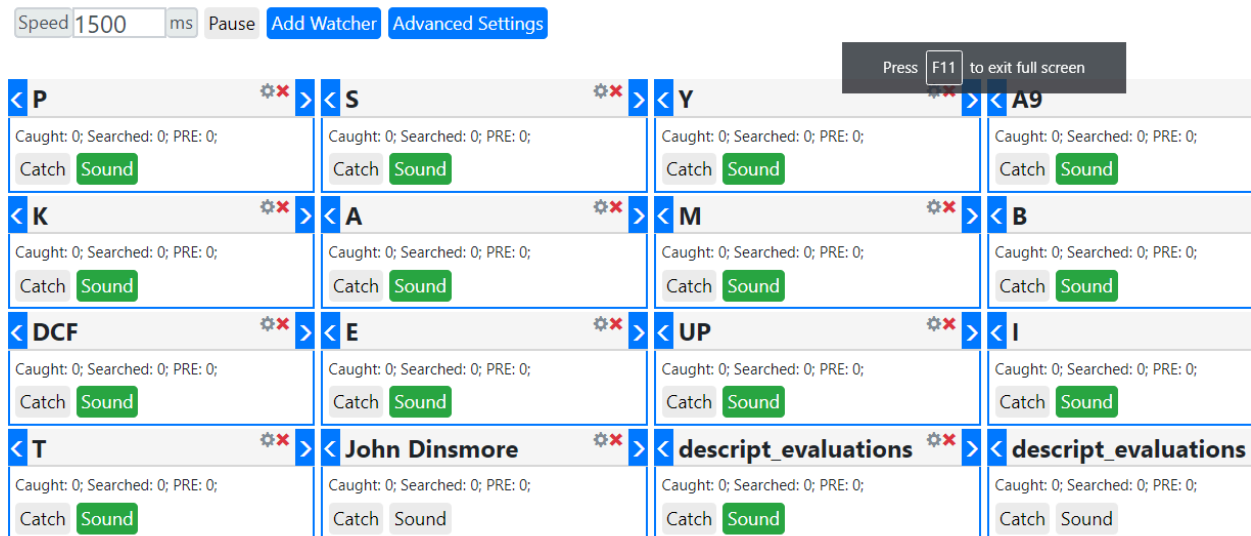 Speed 1500 ms Pause Add Watcher Advanced Settings
Press F11 to exit full screen
< P > < S > < Y > < A9
Caught: 0; Searched: 0; PRE: 0; Caught: 0; Searched: 0; PRE: 0; Caught: 0; Searched: 0; PRE: 0; Caught: 0; Searched: 0; PRE: 0;
Catch Sound Catch Sound Catch Sound Catch Sound
< K > < A > < M > < B
Caught: 0; Searched: 0; PRE: 0; Caught: 0; Searched: 0; PRE: 0; Caught: 0; Searched: 0; PRE: 0; Caught: 0; Searched: 0; PRE: 0;
Catch Sound Catch Sound Catch Sound Catch Sound
< DCF > < E > < UP > < I
Caught: 0; Searched: 0; PRE: 0; Caught: 0; Searched: 0; PRE: 0; Caught: 0; Searched: 0; PRE: 0; Caught: 0; Searched: 0; PRE: 0;
Catch Sound Catch Sound Catch Sound Catch Sound
< T > < John Dinsmore > < descript_evaluations > < descript_evaluations
Caught: 0; Searched: 0; PRE: 0; Caught: 0; Searched: 0; PRE: 0; Caught: 0; Searched: 0; PRE: 0; Caught: 0; Searched: 0; PRE: 0;
Catch Sound Catch Sound Catch Sound Catch Sound